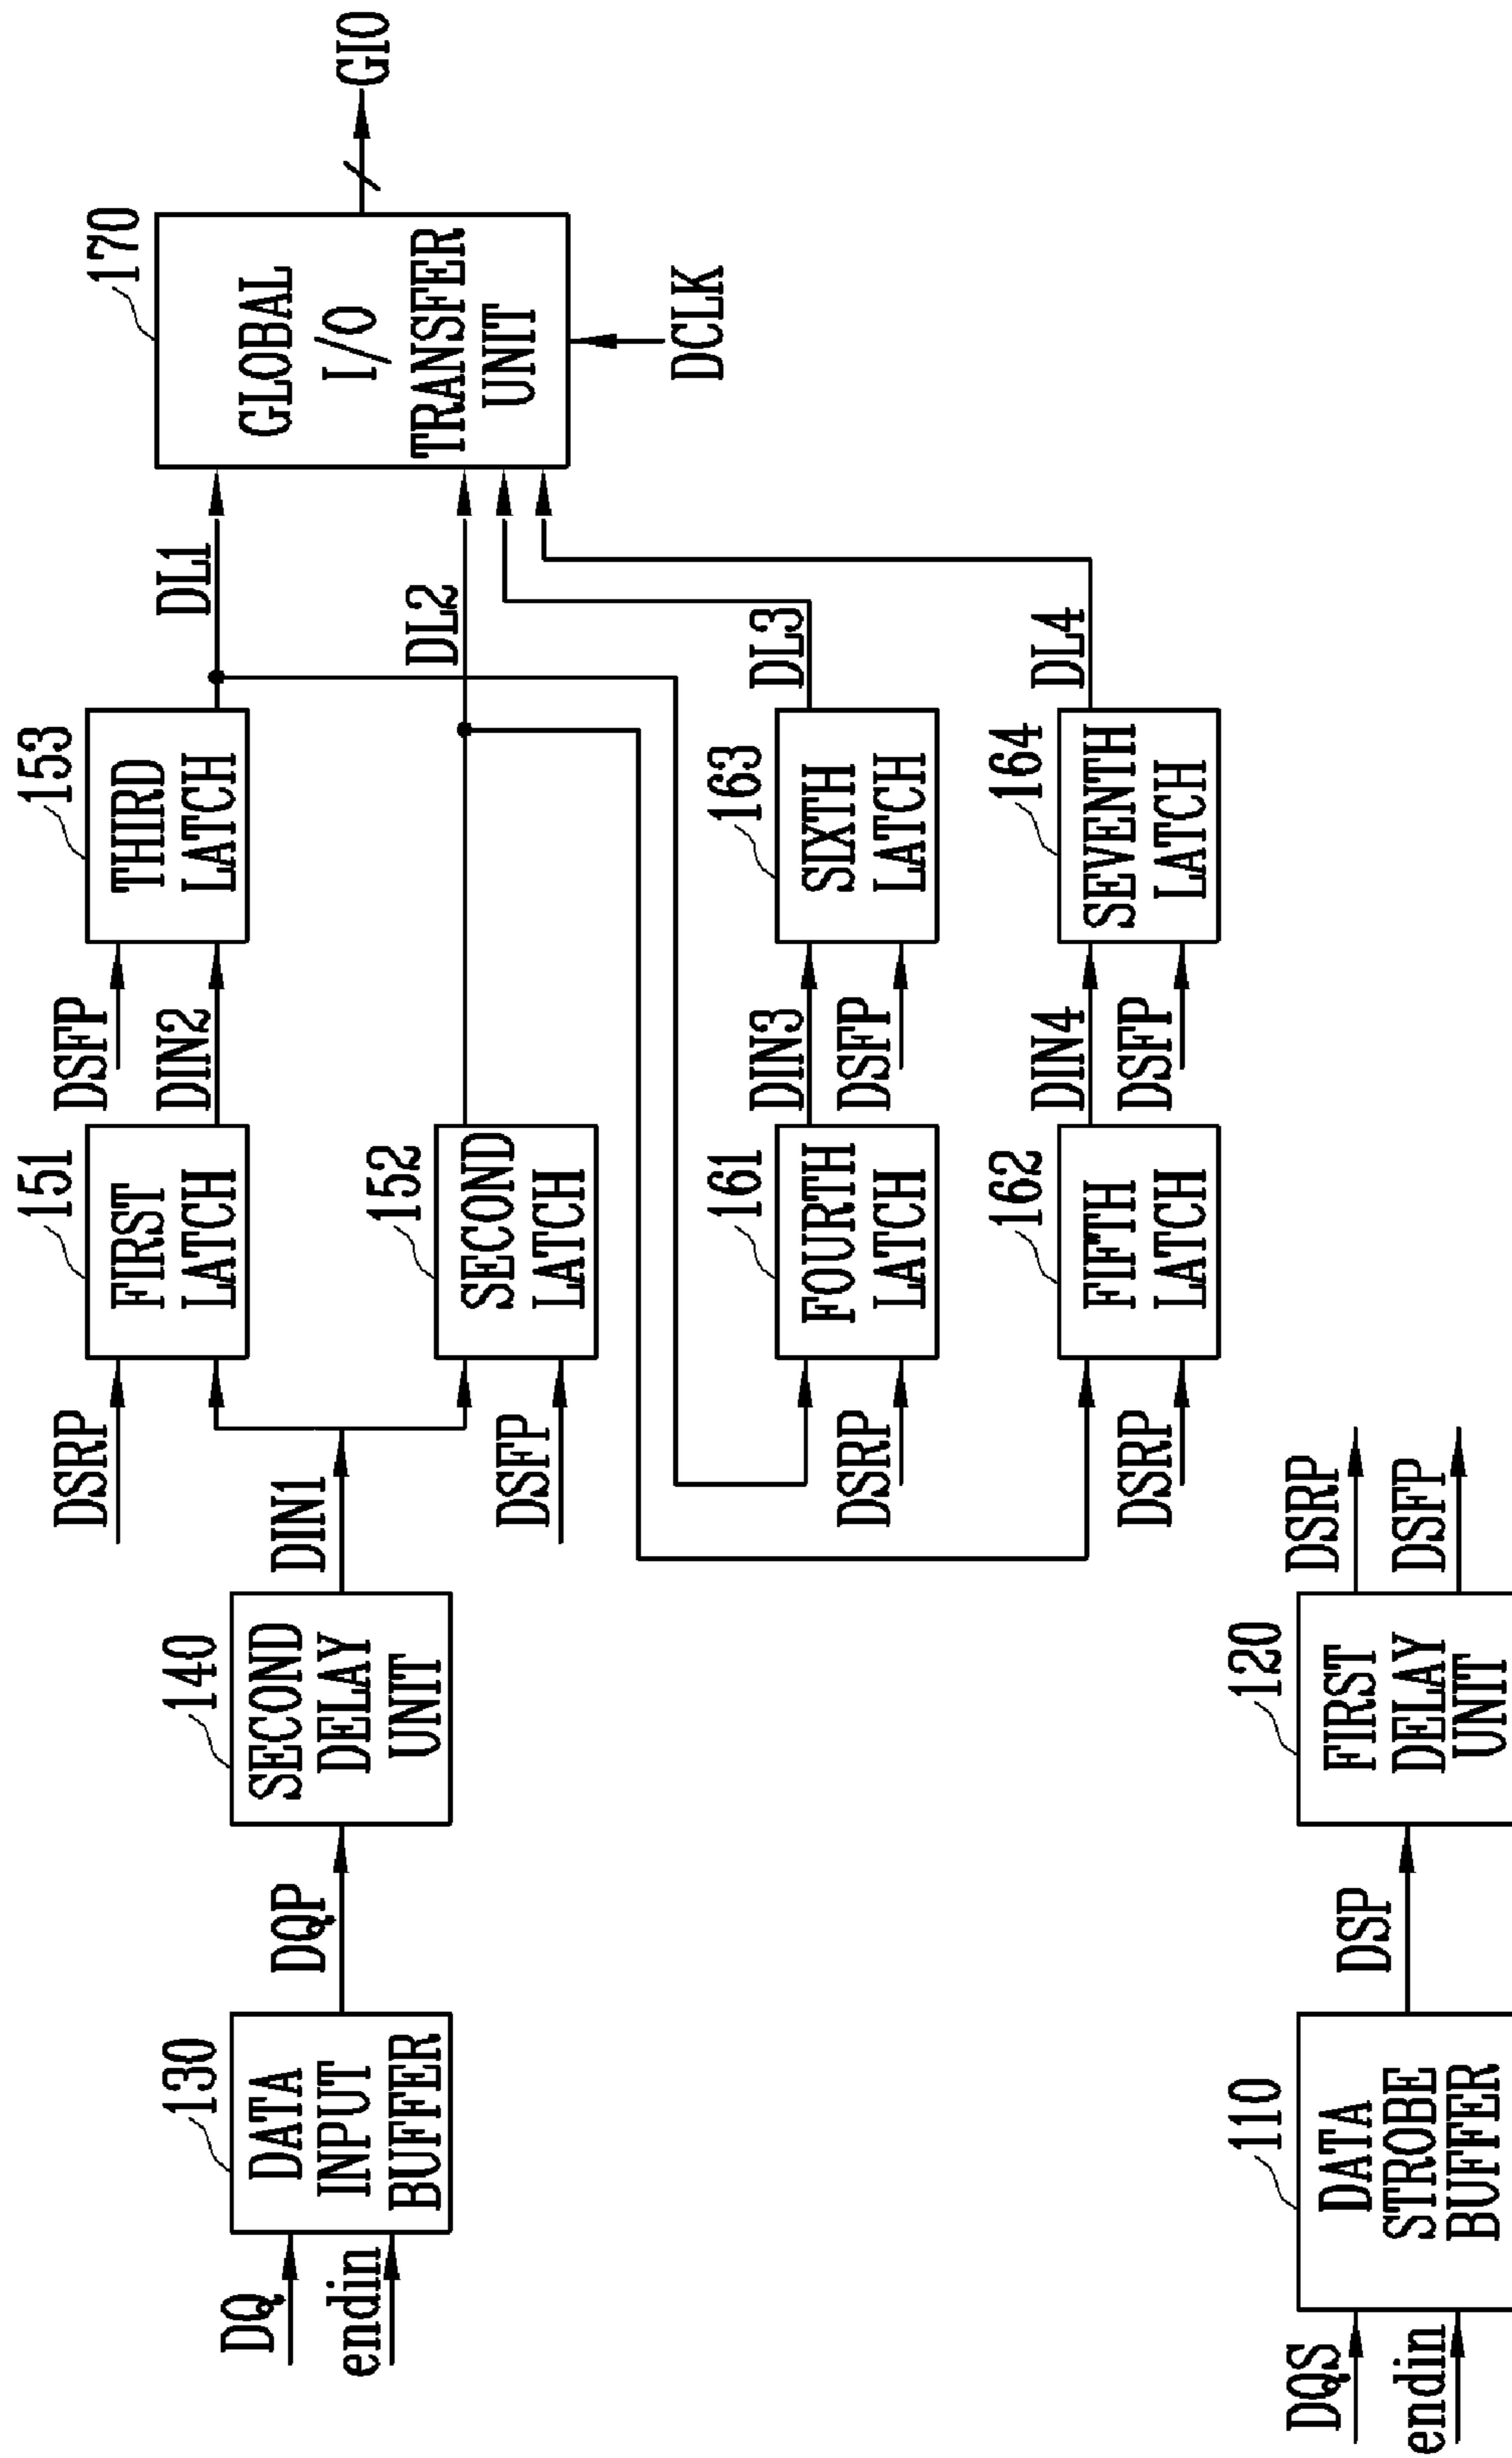 DQ
endin
130
DATA
INPUT
BUFFER
DQP
140
SECOND
DELAY
UNIT
DIN1
DSRP
151
FIRST
LATCH
DSFP
DIN2
153
THIRD
LATCH
DL1
170
GLOBAL
I/O
TRANSFER
UNIT
GIO
DCLK
DSFP
152
SECOND
LATCH
DL2
DSRP
161
FOURTH
LATCH
DIN3
DSFP
163
SIXTH
LATCH
DL3
DSRP
162
FIFTH
LATCH
DIN4
DSFP
164
SEVENTH
LATCH
DL4
DQS
endin
110
DATA
STROBE
BUFFER
DSP
120
FIRST
DELAY
UNIT
DSRP
DSFP